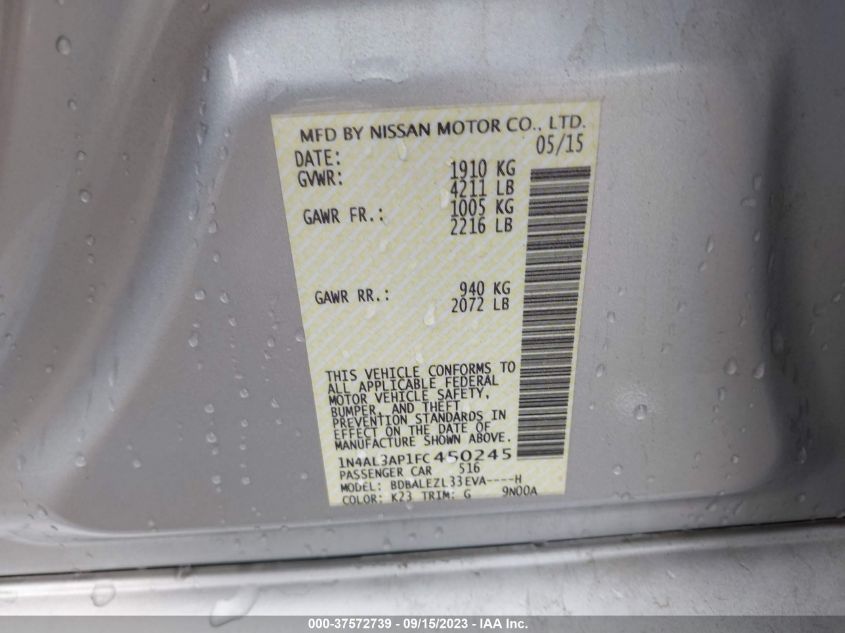 MFD BY NISSAN MOTOR CO., LTD.
DATE: 05/15
GVWR: 1910 KG
4211 LB
GAWR FR.: 1005 KG
2216 LB
GAWR RR.: 940 KG
2072 LB
THIS VEHICLE CONFORMS TO
ALL APPLICABLE FEDERAL
MOTOR VEHICLE SAFETY,
BUMPER, AND THEFT
PREVENTION STANDARDS IN
EFFECT ON THE DATE OF
MANUFACTURE SHOWN ABOVE.
1N4AL3AP1FC450245
PASSENGER CAR 516
MODEL: BDBALEZL33EVA----H
COLOR: K23 TRIM: G 9N00A
000-37572739 - 09/15/2023 - IAA Inc.